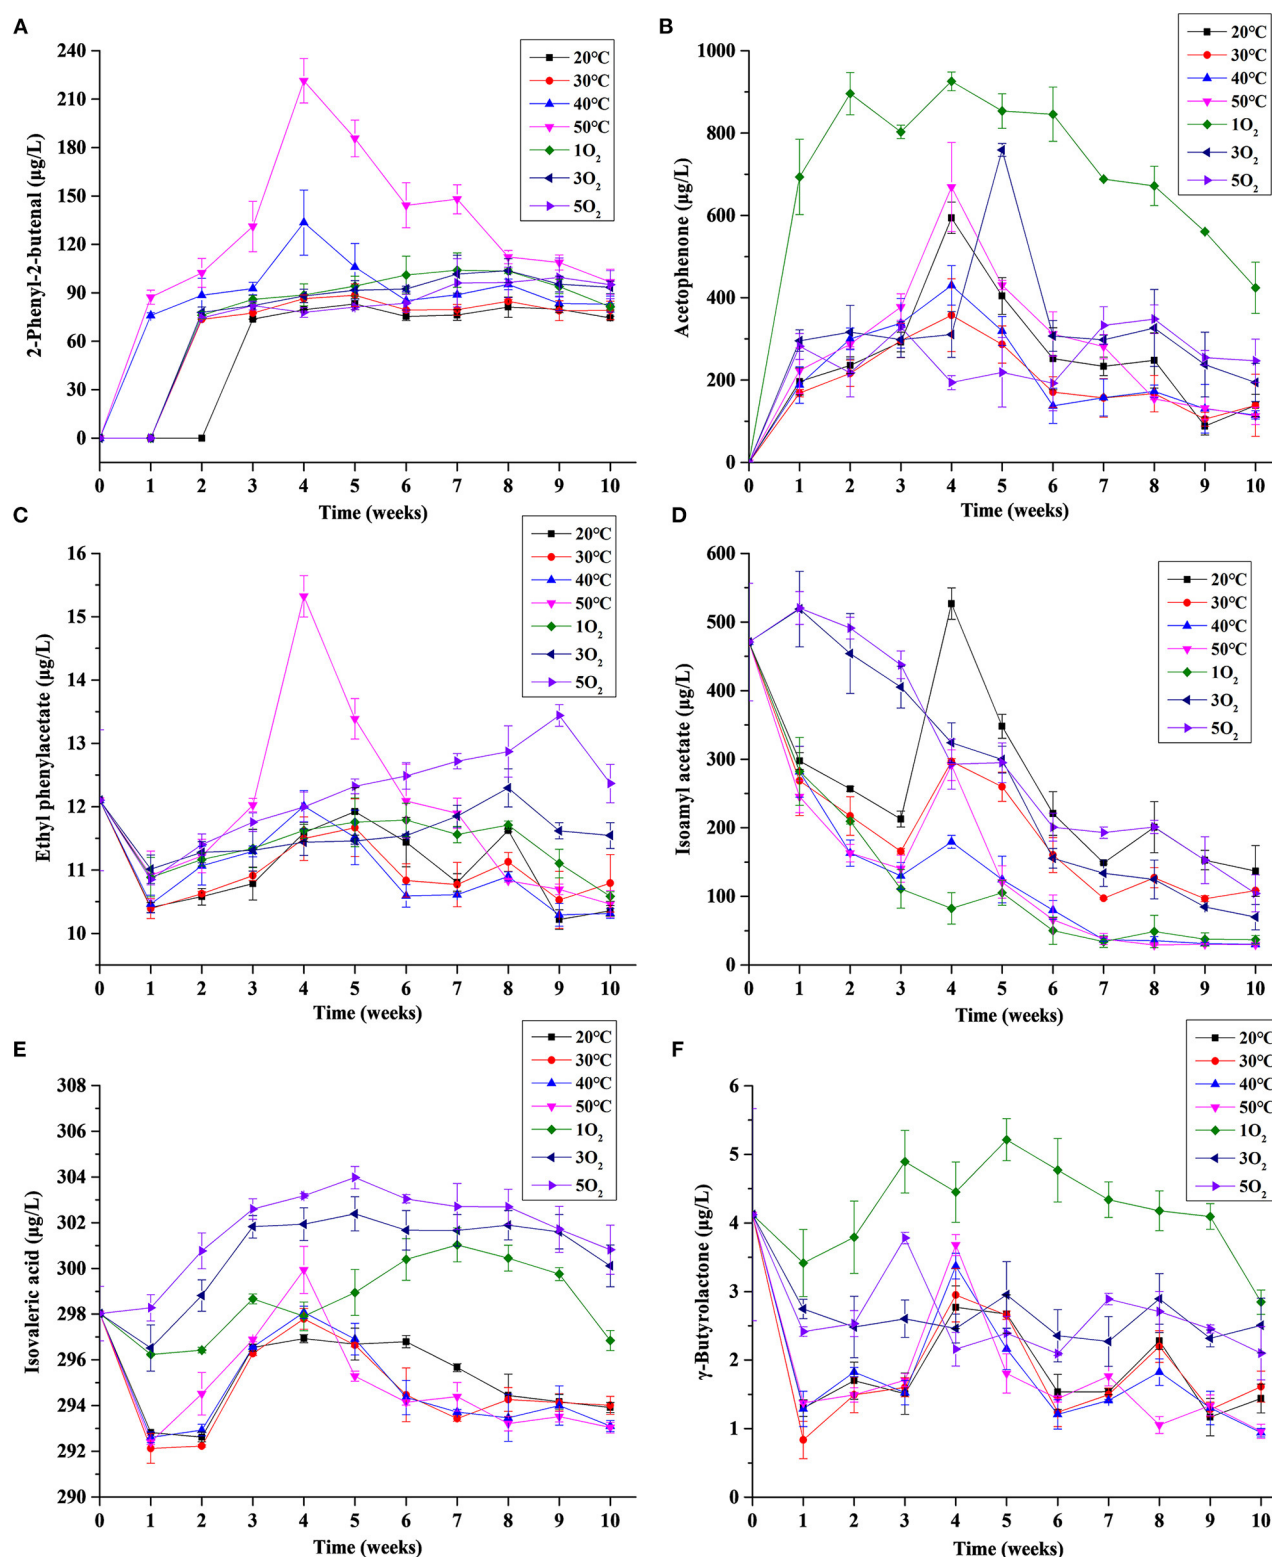 A
2-Phenyl-2-butenal (µg/L)
240
210
180
150
120
90
60
30
0
0 1 2 3 4 5 6 7 8 9 10
Time (weeks)
20°C
30°C
40°C
50°C
1O₂
3O₂
5O₂
B
Acetophenone (µg/L)
1000
800
600
400
200
0
0 1 2 3 4 5 6 7 8 9 10
Time (weeks)
20°C
30°C
40°C
50°C
1O₂
3O₂
5O₂
C
Ethyl phenylacetate (µg/L)
16
15
14
13
12
11
10
0 1 2 3 4 5 6 7 8 9 10
Time (weeks)
20°C
30°C
40°C
50°C
1O₂
3O₂
5O₂
D
Isoamyl acetate (µg/L)
600
500
400
300
200
100
0
0 1 2 3 4 5 6 7 8 9 10
Time (weeks)
20°C
30°C
40°C
50°C
1O₂
3O₂
5O₂
E
Isovaleric acid (µg/L)
308
306
304
302
300
298
296
294
292
290
0 1 2 3 4 5 6 7 8 9 10
Time (weeks)
20°C
30°C
40°C
50°C
1O₂
3O₂
5O₂
F
γ-Butyrolactone (µg/L)
6
5
4
3
2
1
0
0 1 2 3 4 5 6 7 8 9 10
Time (weeks)
20°C
30°C
40°C
50°C
1O₂
3O₂
5O₂